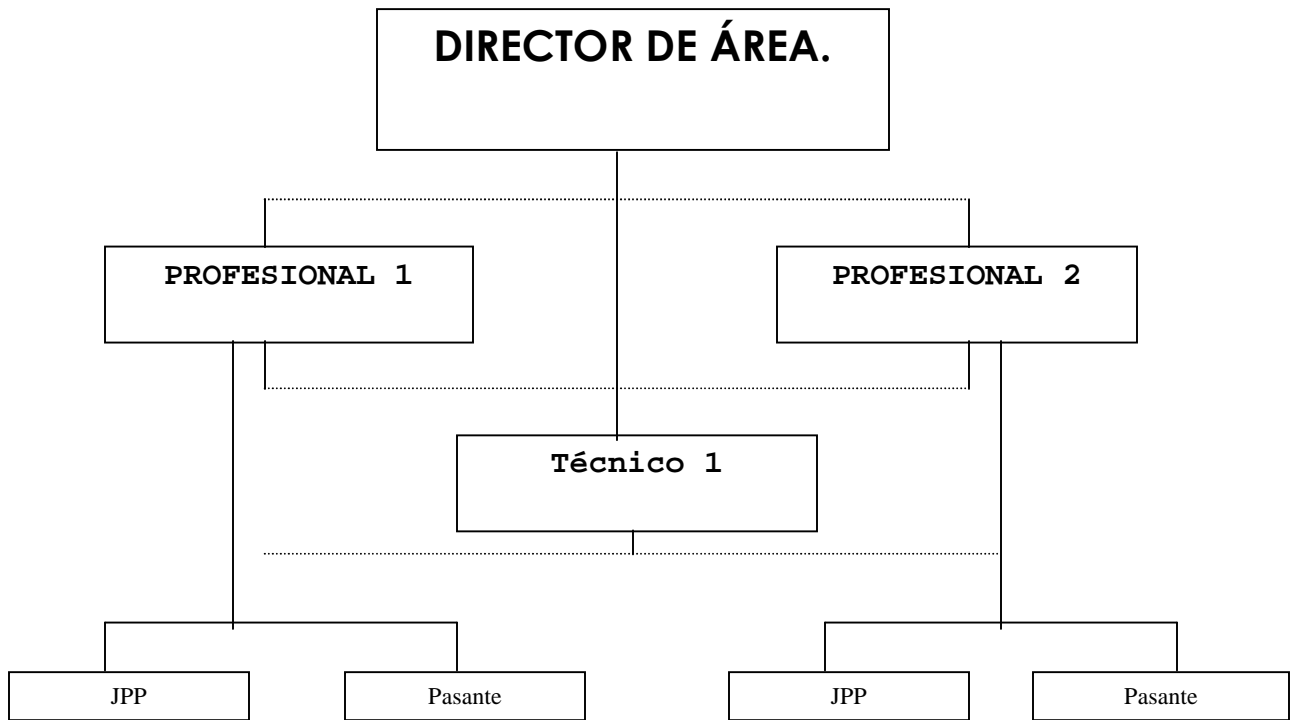 DIRECTOR DE ÁREA.
PROFESIONAL 1
PROFESIONAL 2
Técnico 1
JPP
Pasante
JPP
Pasante